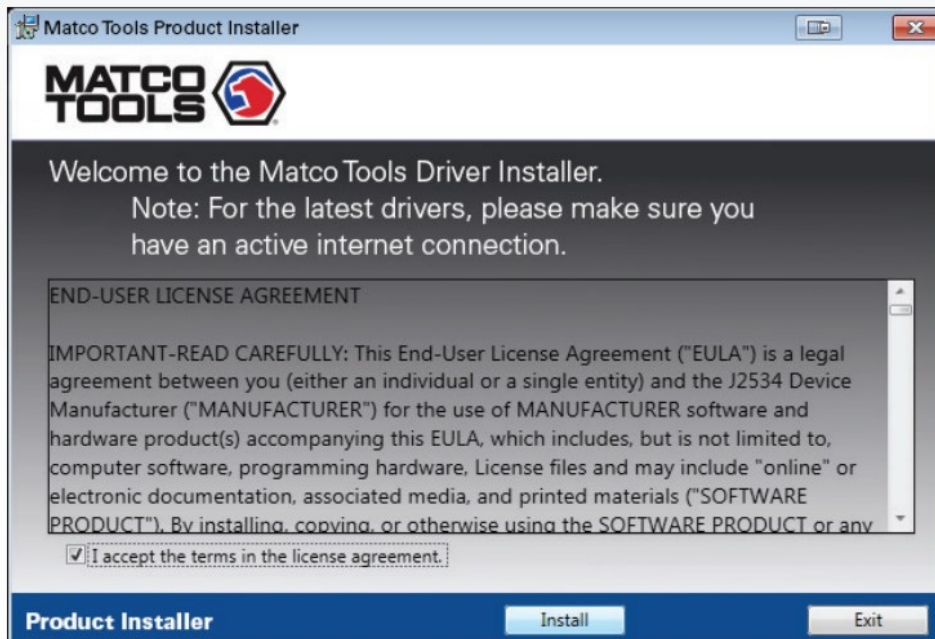 Matco Tools Product Installer
MATCO
TOOLS
Welcome to the Matco Tools Driver Installer.
Note: For the latest drivers, please make sure you
have an active internet connection.
END-USER LICENSE AGREEMENT
IMPORTANT-READ CAREFULLY: This End-User License Agreement ("EULA") is a legal
agreement between you (either an individual or a single entity) and the J2534 Device
Manufacturer ("MANUFACTURER") for the use of MANUFACTURER software and
hardware product(s) accompanying this EULA, which includes, but is not limited to,
computer software, programming hardware, License files and may include "online" or
electronic documentation, associated media, and printed materials ("SOFTWARE
PRODUCT"). By installing, copying, or otherwise using the SOFTWARE PRODUCT or any
I accept the terms in the license agreement.
Product Installer
Install
Exit